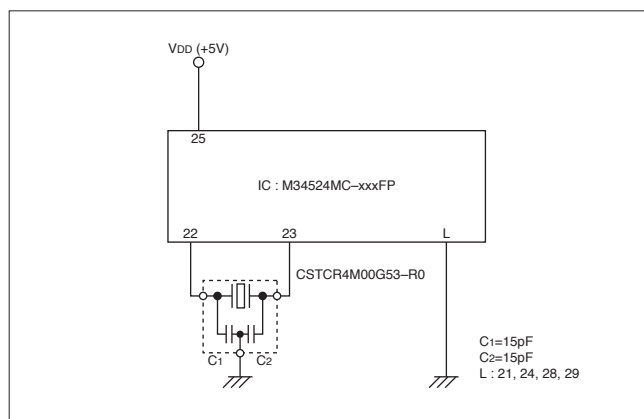 VDD (+5V)
25
IC : M34524MC–xxxFP
22
23
L
CSTCR4M00G53–R0
C1
C2
C1=15pF
C2=15pF
L : 21, 24, 28, 29